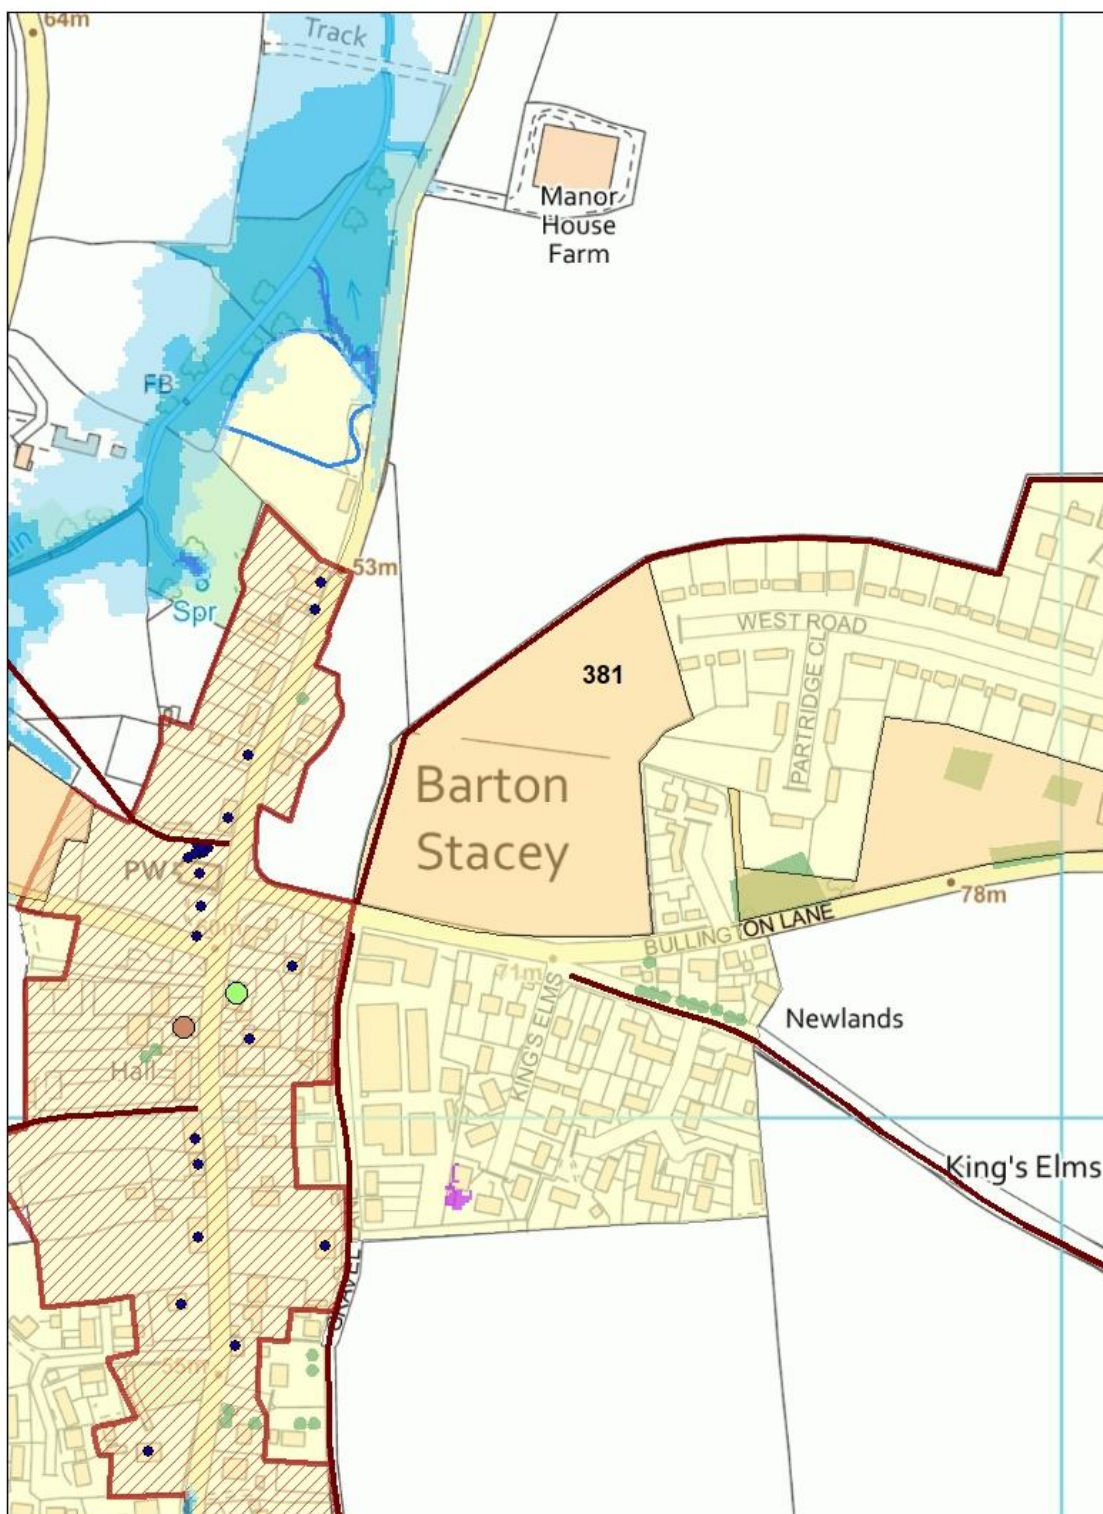 64m
Track
Manor
House
Farm
FB
53m
Spr
WEST ROAD
381
PARTRIDGE CL
Barton
Stacey
PW
78m
BULLINGTON LANE
71m
KING'S ELMS
Newlands
Hall
King's Elms
55m